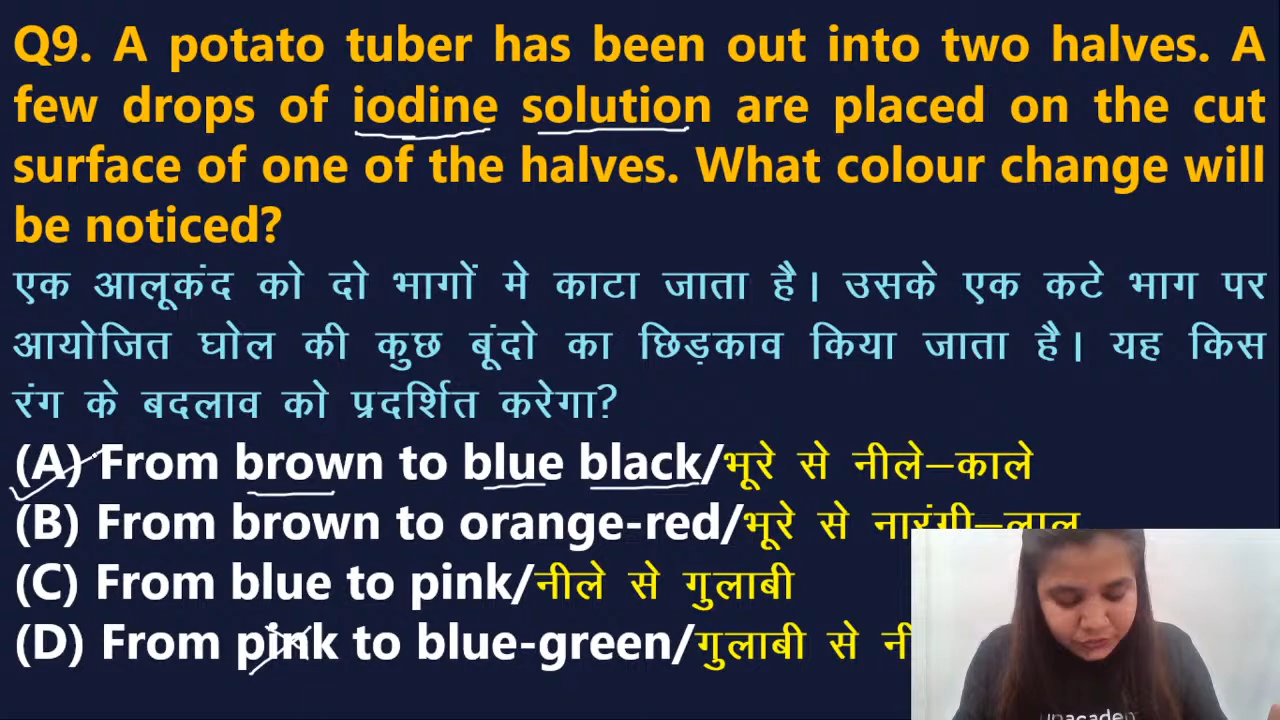 Q9. A potato tuber has been out into two halves. A
few drops of iodine solution are placed on the cut
surface of one of the halves. What colour change will
be noticed?
एक आलूकंद को दो भागों मे काटा जाता है। उसके एक कटे भाग पर
आयोजित घोल की कुछ बूंदो का छिड़काव किया जाता है। यह किस
रंग के बदलाव को प्रदर्शित करेगा?
(A) From brown to blue black/भूरे से नीले–काले
(B) From brown to orange-red/भूरे से नारंगी–लाल
(C) From blue to pink/नीले से गुलाबी
(D) From pink to blue-green/गुलाबी से